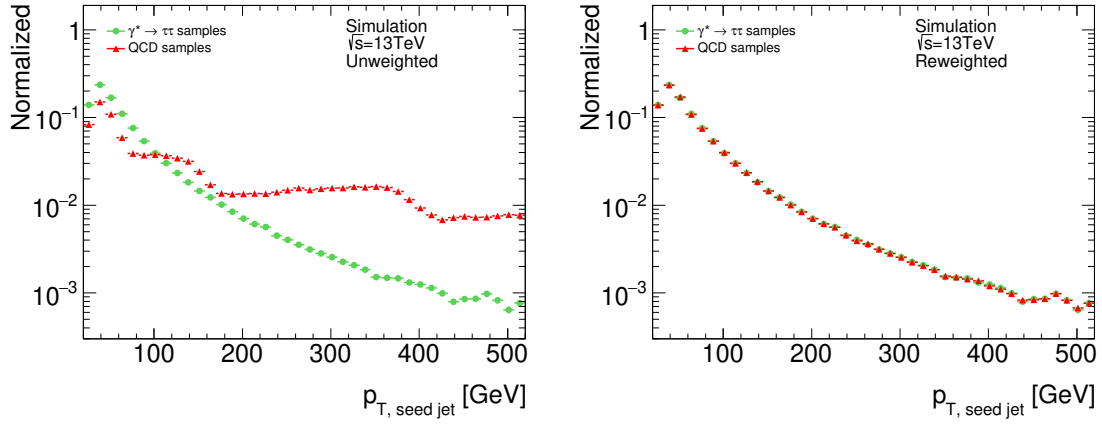 Normalized
1
10⁻¹
10⁻²
10⁻³
γ* → ττ samples
QCD samples
Simulation
√s=13TeV
Unweighted
100 200 300 400 500
p_T, seed jet [GeV]
Normalized
1
10⁻¹
10⁻²
10⁻³
γ* → ττ samples
QCD samples
Simulation
√s=13TeV
Reweighted
100 200 300 400 500
p_T, seed jet [GeV]